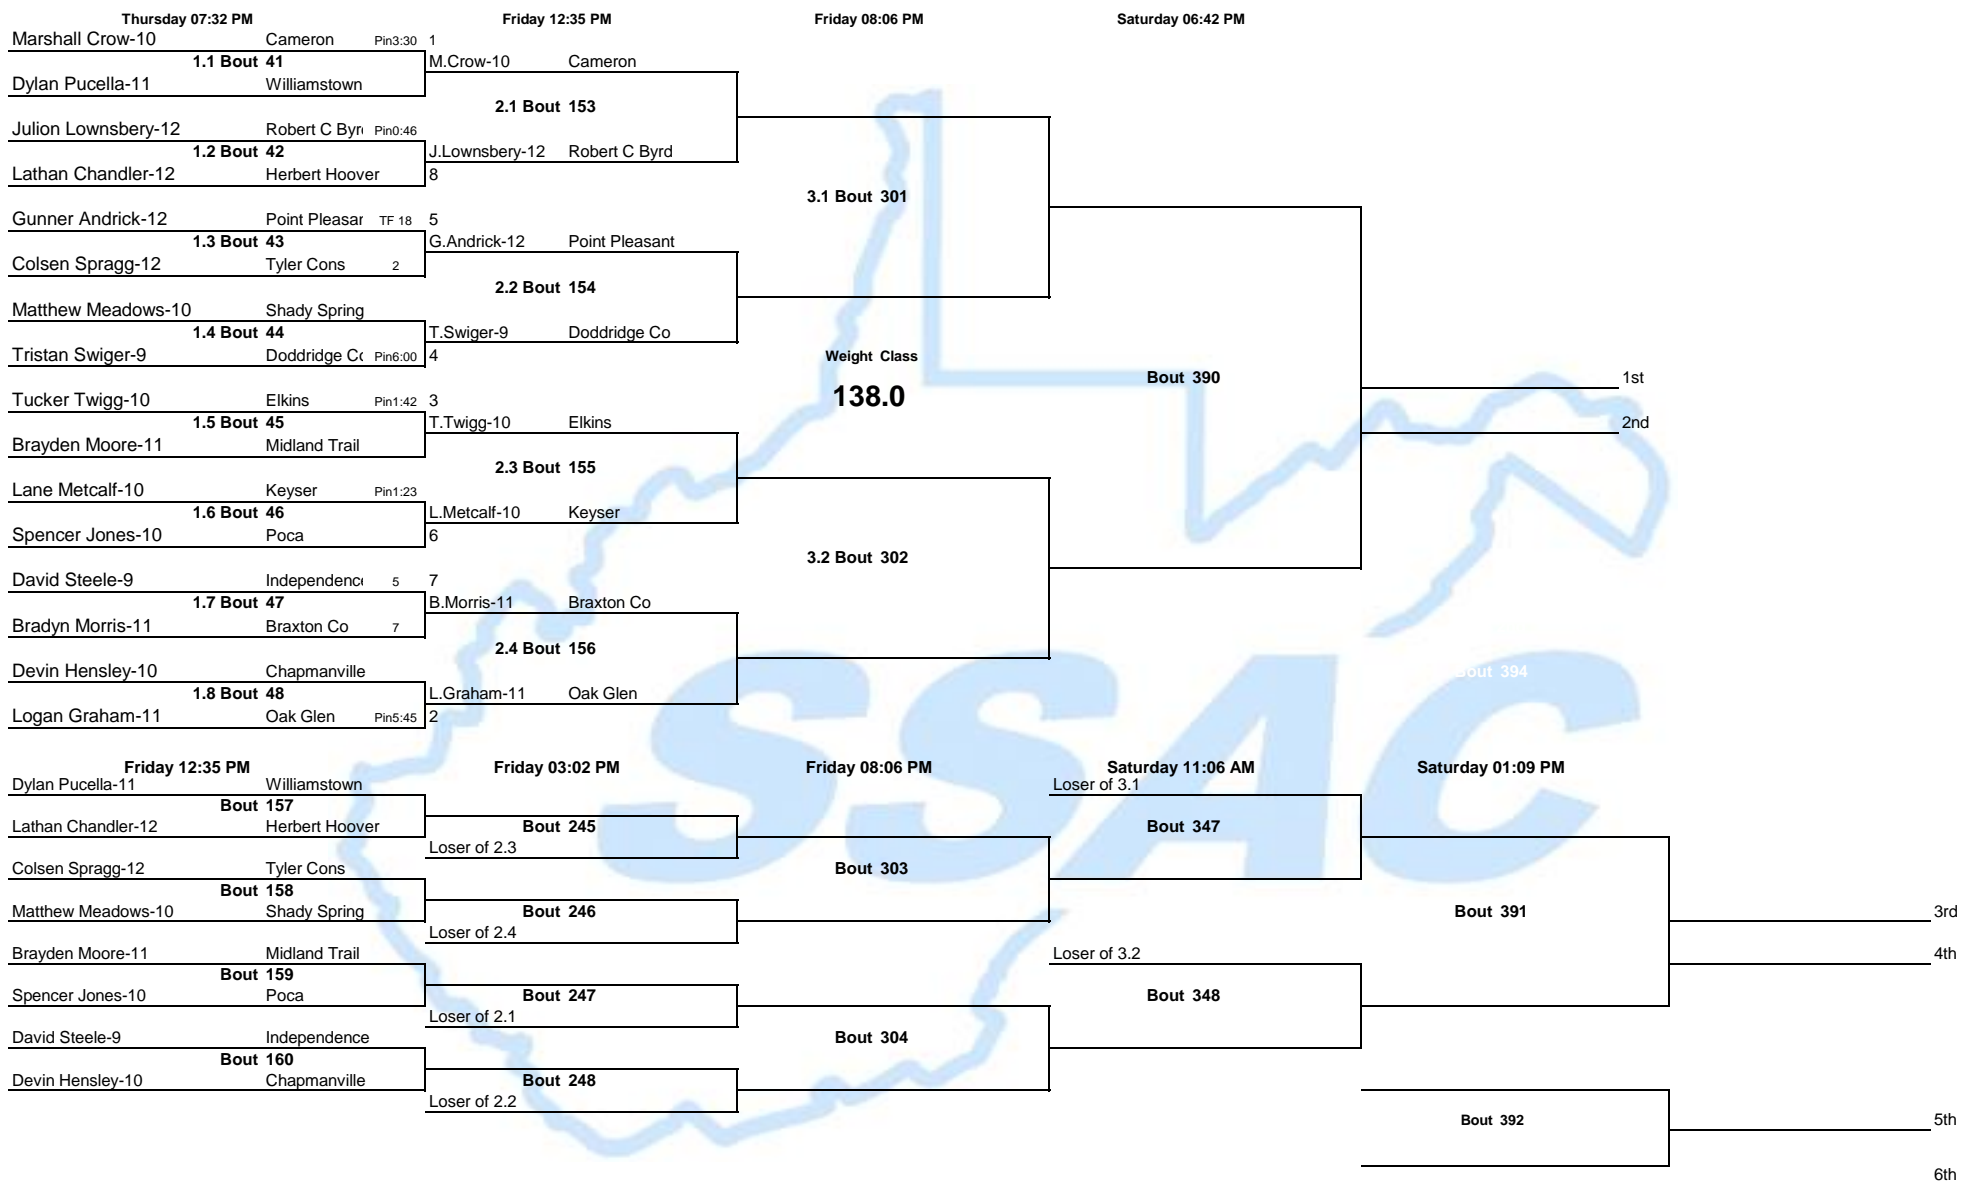 Thursday 07:32 PM Friday 12:35 PM Friday 08:06 PM Saturday 06:42 PM
Marshall Crow-10 Cameron Pin3:30 1
1.1 Bout 41 M.Crow-10 Cameron
Dylan Pucella-11 Williamstown
2.1 Bout 153
Julion Lownsbery-12 Robert C Byr Pin0:46
1.2 Bout 42 J.Lownsbery-12 Robert C Byrd
Lathan Chandler-12 Herbert Hoover 8
3.1 Bout 301
Gunner Andrick-12 Point Pleasar TF 18 5
1.3 Bout 43 G.Andrick-12 Point Pleasant
Colsen Spragg-12 Tyler Cons 2
2.2 Bout 154
Matthew Meadows-10 Shady Spring
1.4 Bout 44 T.Swiger-9 Doddridge Co
Tristan Swiger-9 Doddridge Co Pin6:00 4 Weight Class
Bout 390 1st
Tucker Twigg-10 Elkins Pin1:42 3 138.0
1.5 Bout 45 T.Twigg-10 Elkins 2nd
Brayden Moore-11 Midland Trail
2.3 Bout 155
Lane Metcalf-10 Keyser Pin1:23
1.6 Bout 46 L.Metcalf-10 Keyser
Spencer Jones-10 Poca 6
3.2 Bout 302
David Steele-9 Independence 5 7
1.7 Bout 47 B.Morris-11 Braxton Co
Bradyn Morris-11 Braxton Co 7
2.4 Bout 156
Devin Hensley-10 Chapmanville Bout 394
1.8 Bout 48 L.Graham-11 Oak Glen
Logan Graham-11 Oak Glen Pin5:45 2
SSAC
Friday 12:35 PM Friday 03:02 PM Friday 08:06 PM Saturday 11:06 AM Saturday 01:09 PM
Dylan Pucella-11 Williamstown Loser of 3.1
Bout 157
Lathan Chandler-12 Herbert Hoover Bout 245 Bout 347
Loser of 2.3
Colsen Spragg-12 Tyler Cons Bout 303
Bout 158
Matthew Meadows-10 Shady Spring Bout 246 Bout 391 3rd
Loser of 2.4
Brayden Moore-11 Midland Trail Loser of 3.2 4th
Bout 159
Spencer Jones-10 Poca Bout 247 Bout 348
Loser of 2.1
David Steele-9 Independence Bout 304
Bout 160
Devin Hensley-10 Chapmanville Bout 248
Loser of 2.2
Bout 392 5th
6th